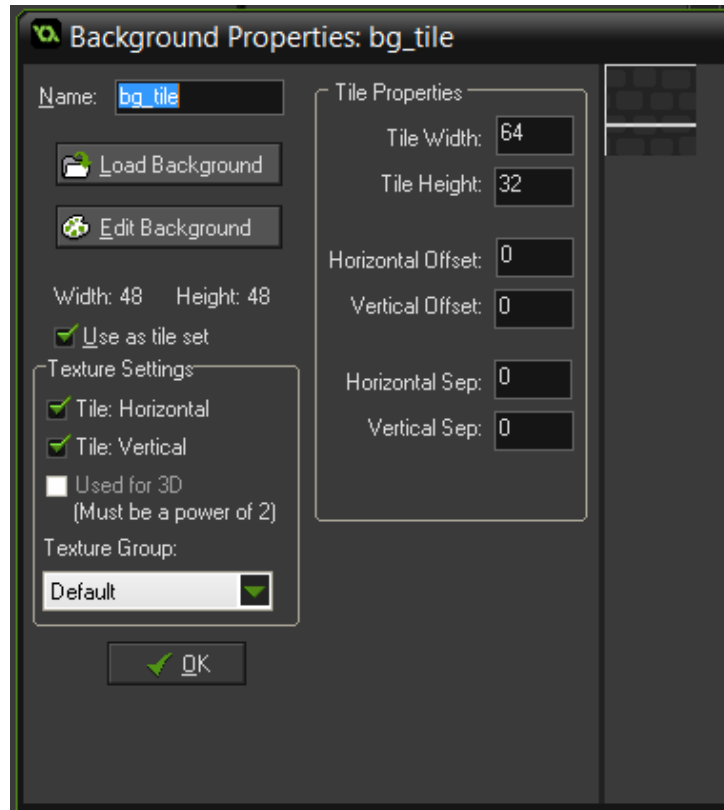 Background Properties: bg_tile
Name: bg_tile
Load Background
Edit Background
Width: 48 Height: 48
Use as tile set
Texture Settings
Tile: Horizontal
Tile: Vertical
Used for 3D
(Must be a power of 2)
Texture Group:
Default
OK
Tile Properties
Tile Width: 64
Tile Height: 32
Horizontal Offset: 0
Vertical Offset: 0
Horizontal Sep: 0
Vertical Sep: 0